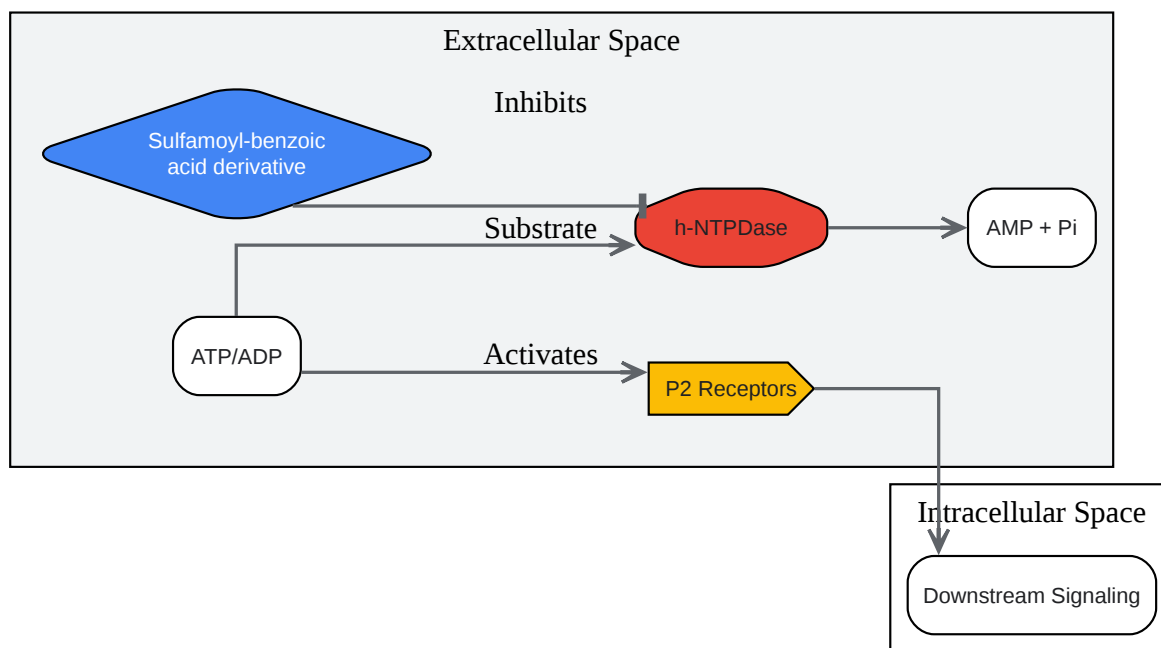 Extracellular Space
Inhibits
Sulfamoyl-benzoic
acid derivative
Substrate
h-NTPDase
AMP + Pi
ATP/ADP
Activates
P2 Receptors
Intracellular Space
Downstream Signaling